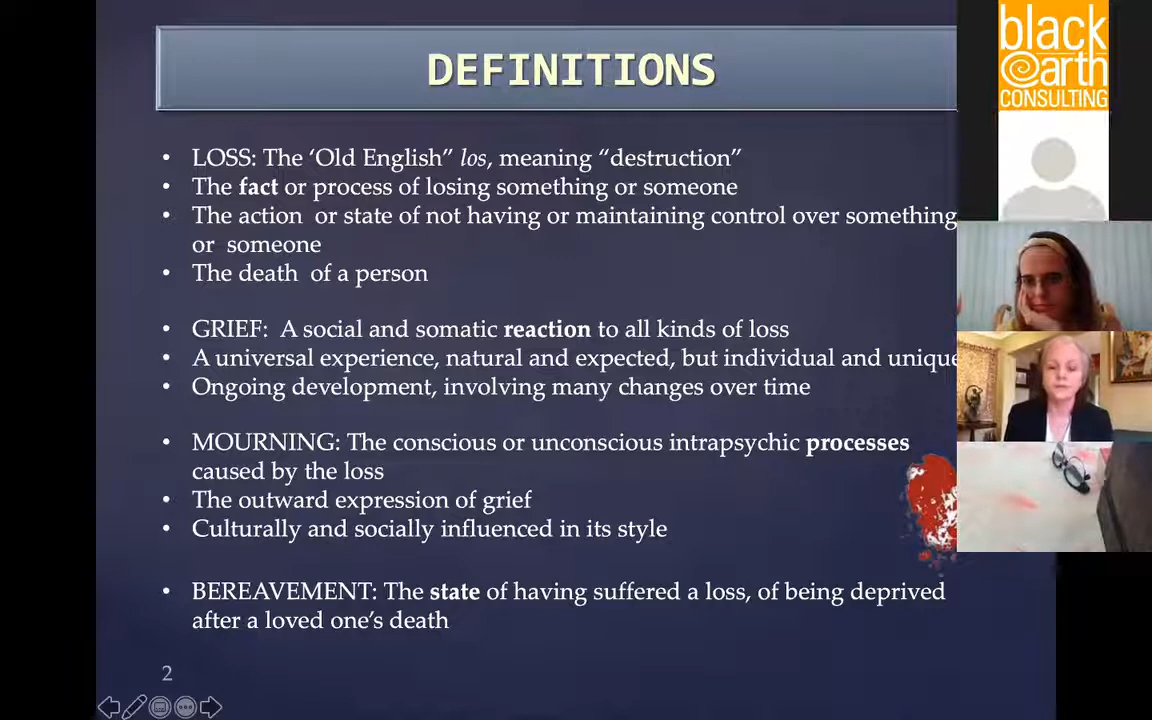 DEFINITIONS
• LOSS: The ‘Old English” los, meaning “destruction”
• The fact or process of losing something or someone
• The action or state of not having or maintaining control over something
or someone
• The death of a person
• GRIEF: A social and somatic reaction to all kinds of loss
• A universal experience, natural and expected, but individual and unique
• Ongoing development, involving many changes over time
• MOURNING: The conscious or unconscious intrapsychic processes
caused by the loss
• The outward expression of grief
• Culturally and socially influenced in its style
• BEREAVEMENT: The state of having suffered a loss, of being deprived
after a loved one’s death
2
black
earth
CONSULTING